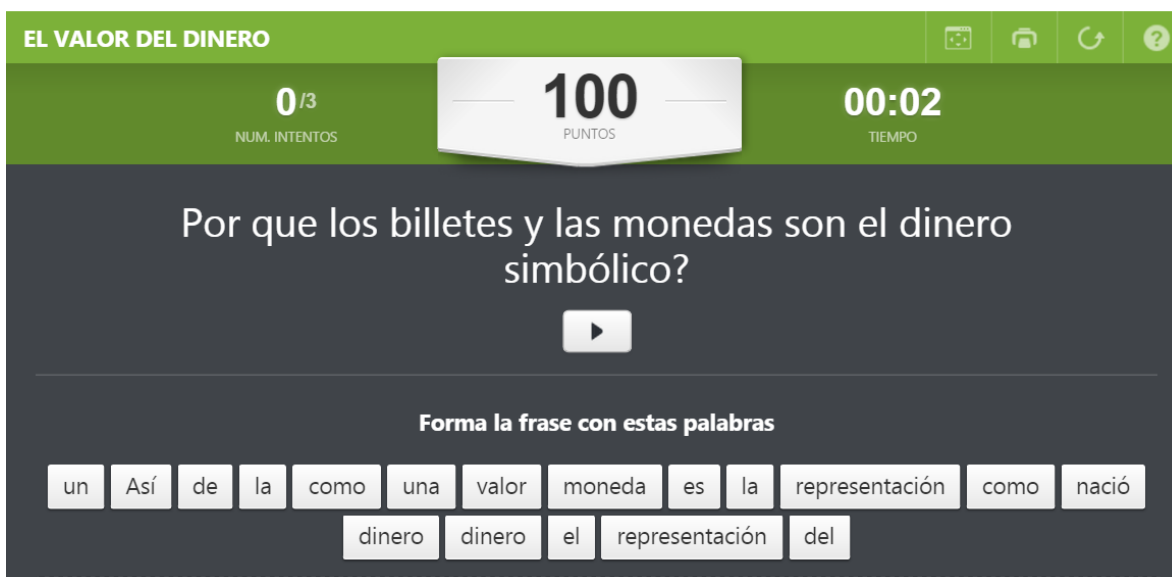 EL VALOR DEL DINERO
0/3
NUM. INTENTOS
100
PUNTOS
00:02
TIEMPO
Por que los billetes y las monedas son el dinero
simbólico?
Forma la frase con estas palabras
un Así de la como una valor moneda es la representación como nació
dinero dinero el representación del